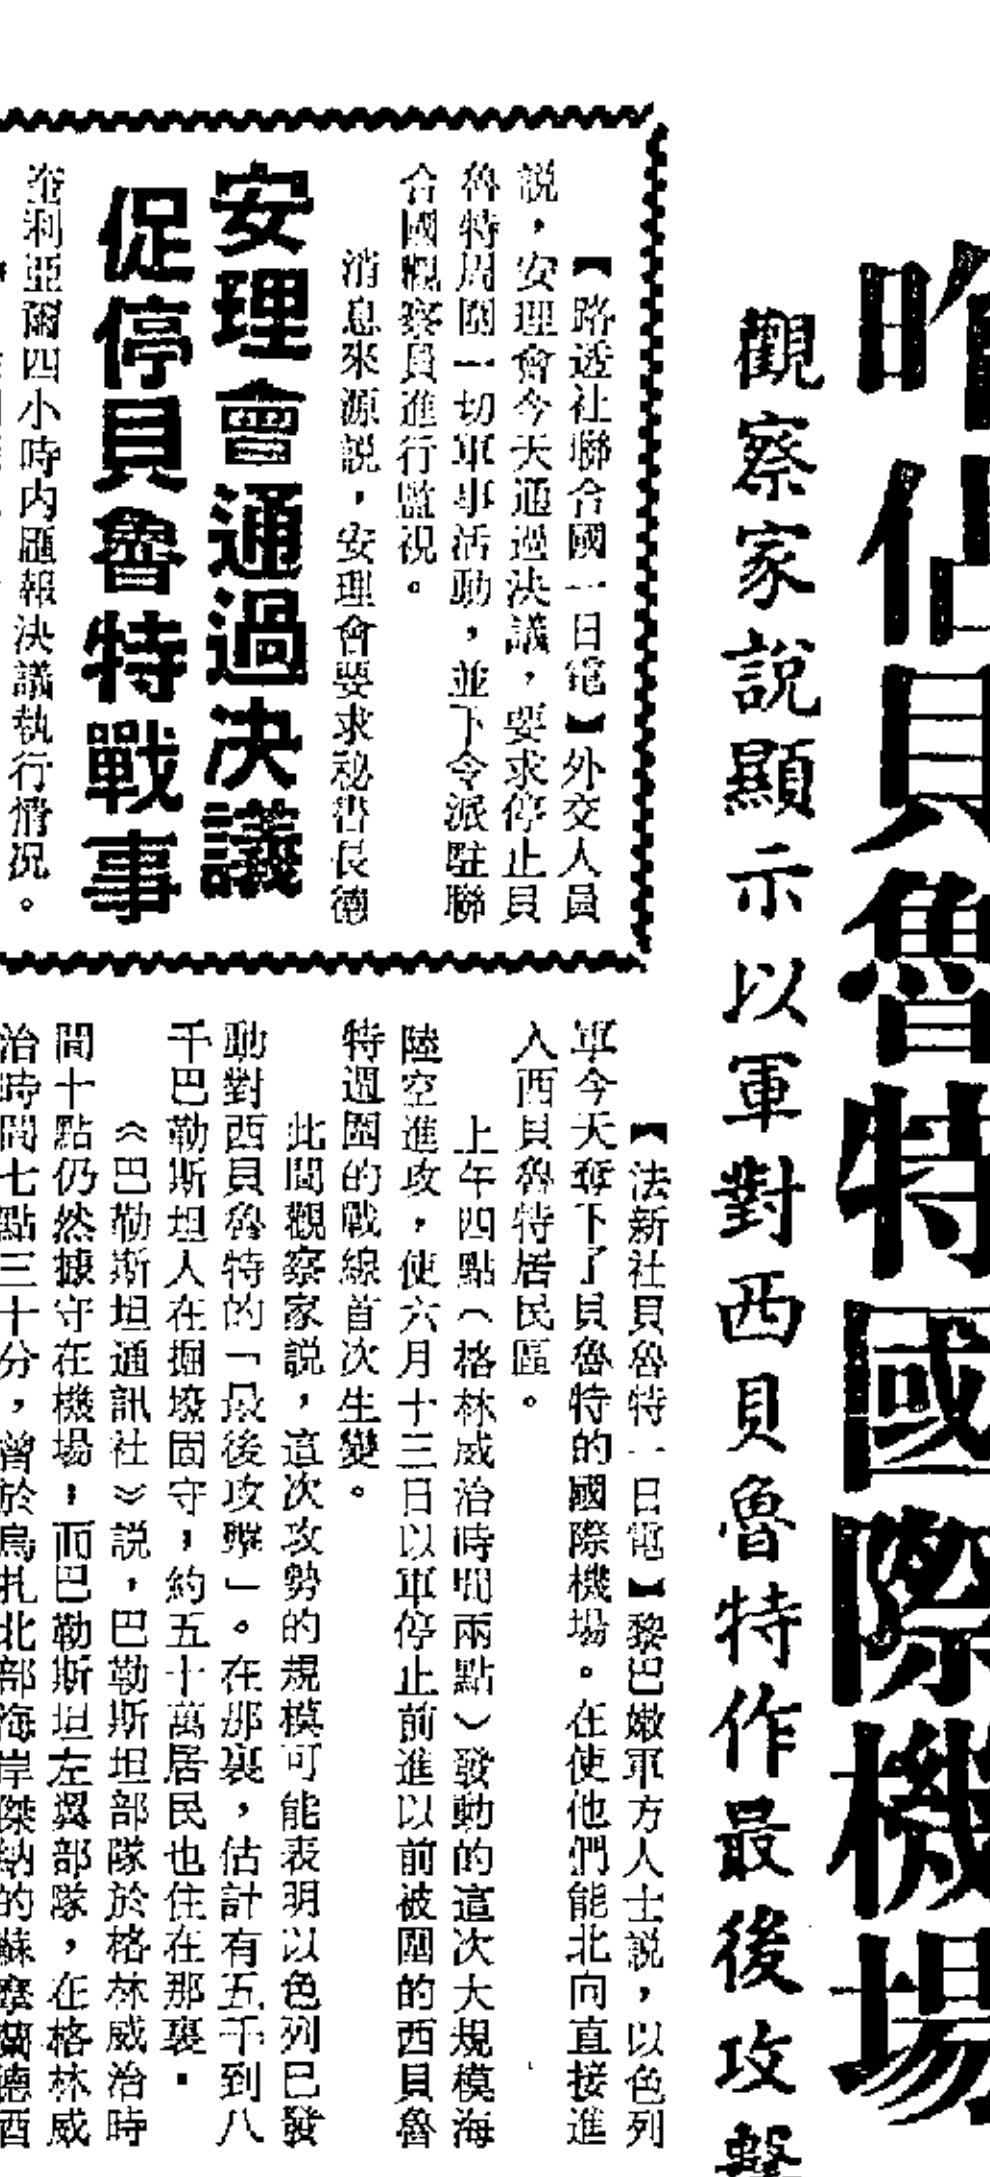 昨佔貝魯特國際機場
觀察家說顯示以軍對西貝魯特作最後攻擊
【路透社聯合國一日電】外交人員
説，安理會今天通過決議，要求停止貝
魯特周圍一切軍事活動，並下令派駐聯
合國觀察員進行監視。
消息來源説，安理會要求秘書長德
安理會通過決議
促停貝魯特戰事
奎利亞爾四小時內匯報決議執行情況。
【法新社貝魯特一日電】黎巴嫩軍方人士説，以色列
軍今天奪下了貝魯特的國際機場。在使他們能北向直接進
入西貝魯特居民區。
上午四點（格林威治時間兩點）發動的這次大規模海
陸空進攻，使六月十三日以軍停止前進以前被圍的西貝魯
特週圍的戰線首次生變。
此間觀察家説，這次攻勢的規模可能表明以色列已發
動對西貝魯特的「最後攻擊」。在那裏，估計有五千到八
千巴勒斯坦人在掘壕固守，約五十萬居民也住在那裏．
《巴勒斯坦通訊社》説，巴勒斯坦部隊於格林威治時
間十點仍然據守在機場，而巴勒斯坦左翼部隊，在格林威
治時間七點三十分，曾於烏扎北部海岸傑納的蘇摩蘭德酒